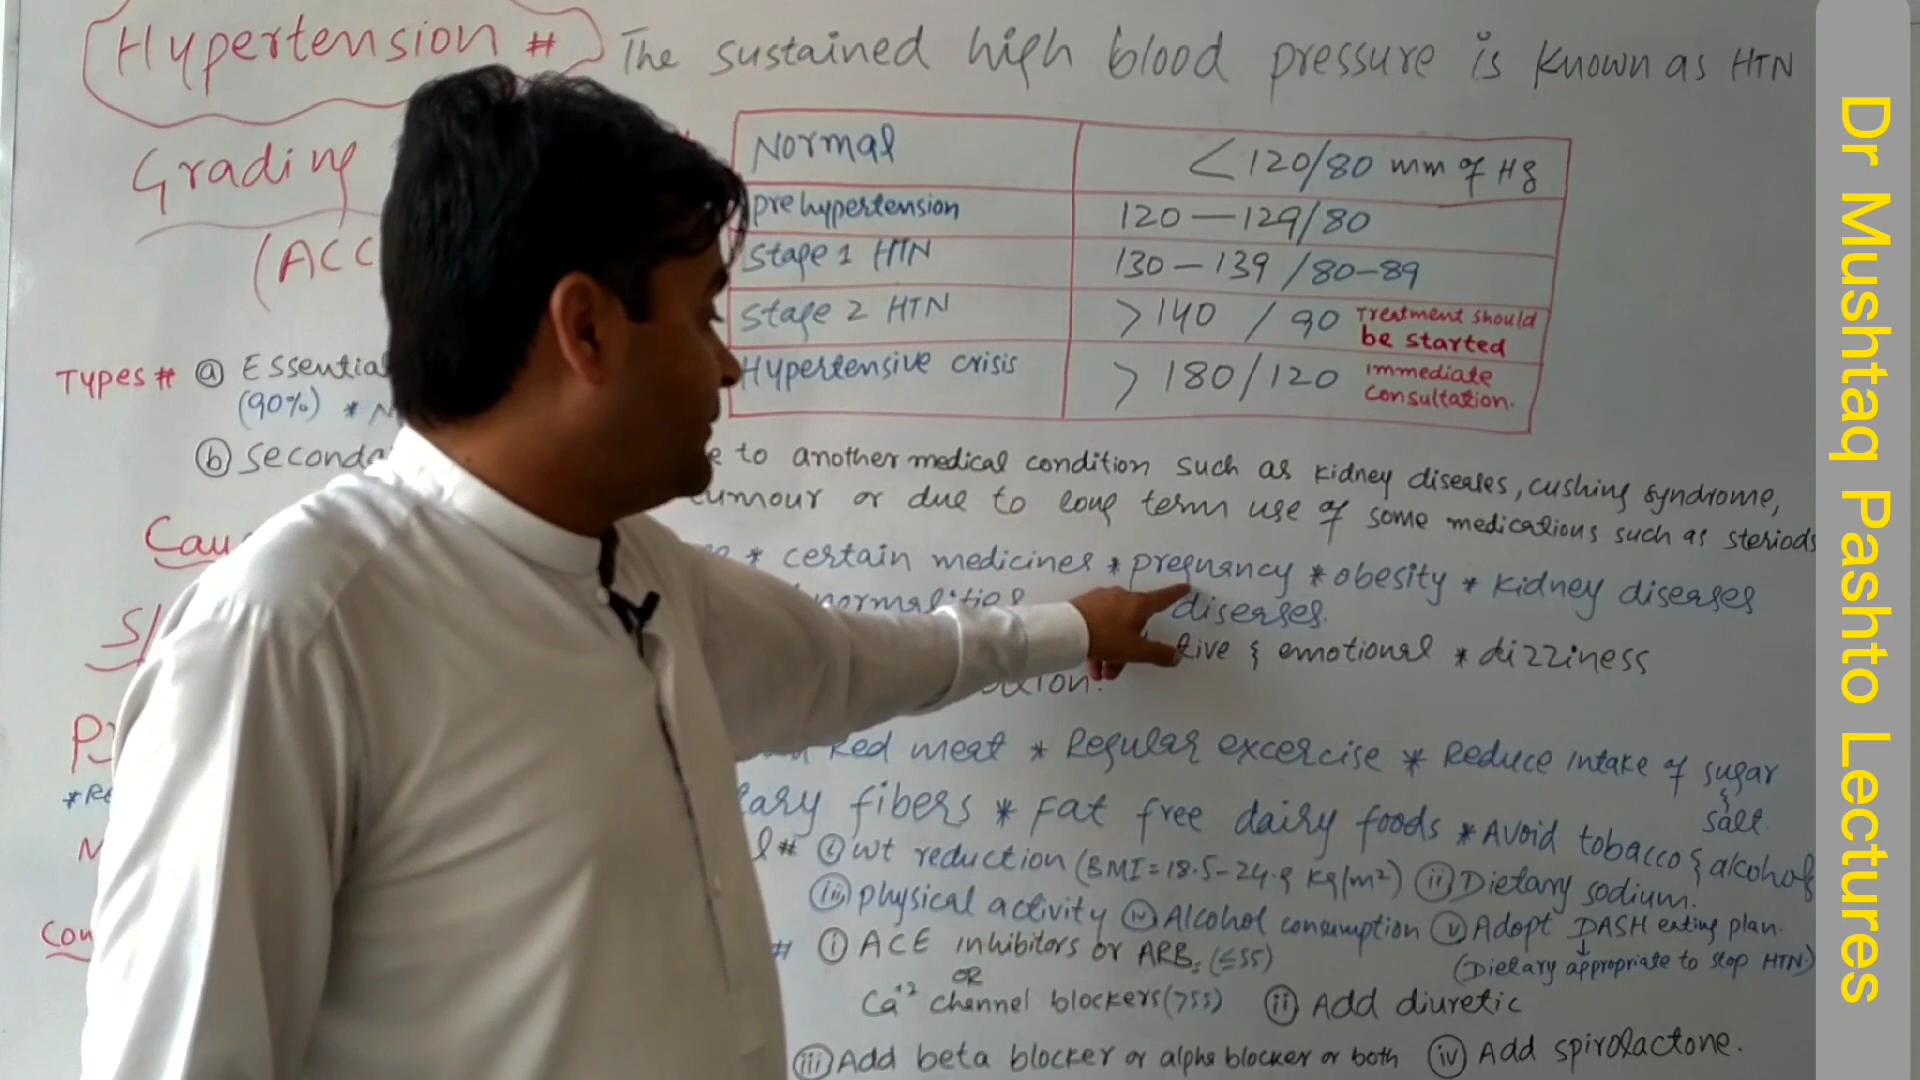 Hypertension # The sustained high blood pressure is known as HTN
Grading
(ACC
Normal <120/80 mm of Hg
prehypertension 120—129/80
Stage 1 HTN 130—139/80-89
Stage 2 HTN >140/90 Treatment should be started
Hypertensive crisis >180/120 immediate consultation.
Types # (a) Essential
(90%) *
(b) Seconda
to another medical condition such as kidney diseases, cushing syndrome,
tumour or due to long term use of some medications such as steriods
Cau
* certain medicines * pregnancy * obesity * kidney diseases
diseases.
S/
& emotional * dizziness
P
Red meat * Regular excercise * Reduce intake of sugar & salt.
*Re
fibers * Fat free dairy foods * Avoid tobacco & alcohol
M
l # (i) wt reduction (BMI = 18.5-24.9 kg/m²) (ii) Dietary sodium.
(iii) physical activity (iv) Alcohol consumption (v) Adopt DASH eating plan.
(Dietary appropriate to stop HTN)
Con
# (i) ACE inhibitors or ARBs (≤55)
OR
Ca+2 channel blockers (>55) (ii) Add diuretic
(iii) Add beta blocker or alpha blocker or both (iv) Add spirolactone.
Dr Mushtaq Pashto Lectures